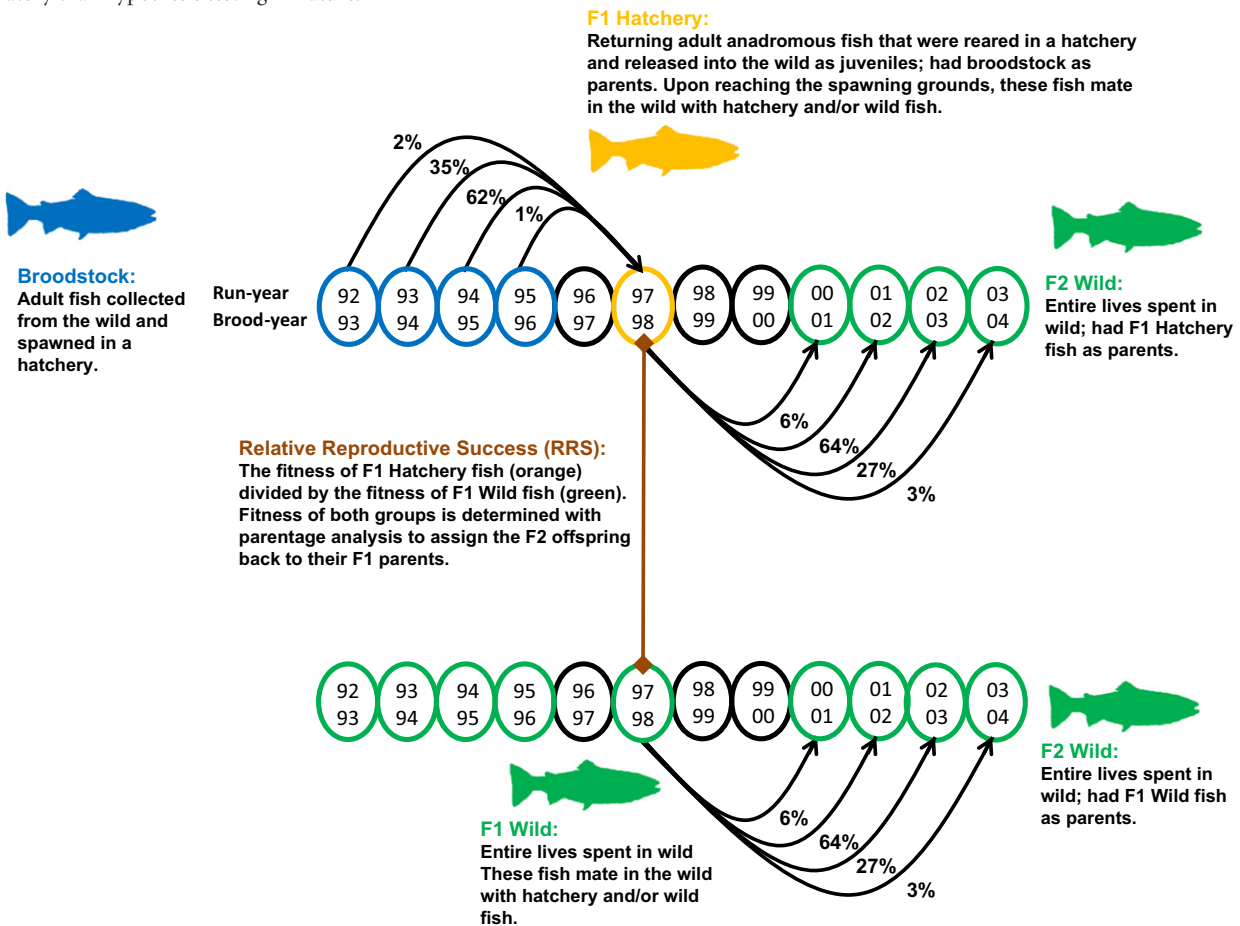 F1 Hatchery:
Returning adult anadromous fish that were reared in a hatchery
and released into the wild as juveniles; had broodstock as
parents. Upon reaching the spawning grounds, these fish mate
in the wild with hatchery and/or wild fish.
2%
35%
62%
1%
Broodstock:
Adult fish collected
from the wild and
spawned in a
hatchery.
Run-year
Brood-year
92 93 94 95 96 97 98 99 00 01 02 03
93 94 95 96 97 98 99 00 01 02 03 04
F2 Wild:
Entire lives spent in
wild; had F1 Hatchery
fish as parents.
6%
64%
27%
3%
Relative Reproductive Success (RRS):
The fitness of F1 Hatchery fish (orange)
divided by the fitness of F1 Wild fish (green).
Fitness of both groups is determined with
parentage analysis to assign the F2 offspring
back to their F1 parents.
92 93 94 95 96 97 98 99 00 01 02 03
93 94 95 96 97 98 99 00 01 02 03 04
F2 Wild:
Entire lives spent in
wild; had F1 Wild fish
as parents.
6%
64%
27%
3%
F1 Wild:
Entire lives spent in wild
These fish mate in the wild
with hatchery and/or wild
fish.